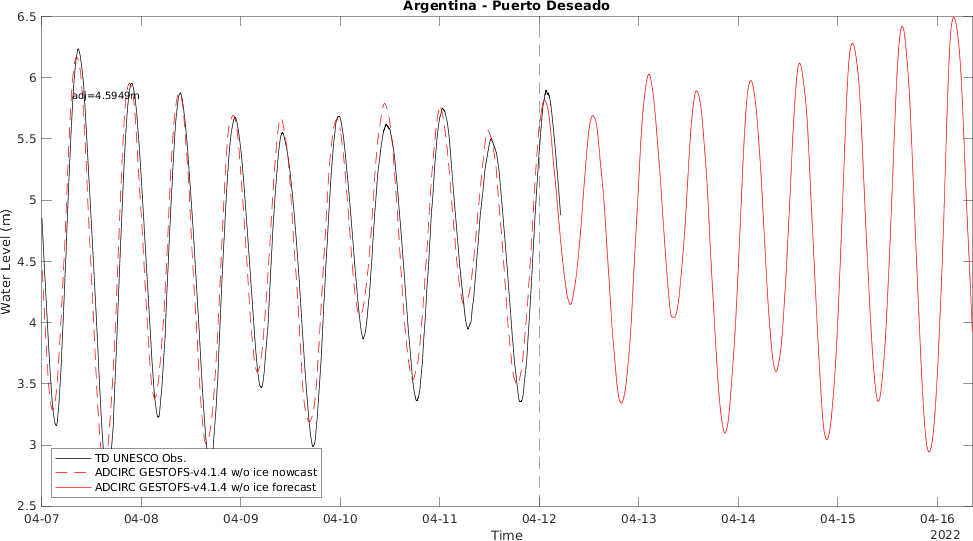 Argentina - Puerto Deseado
6.5
6
5.5
5
4.5
4
3.5
3
2.5
Water Level (m)
adj=4.5949m
TD UNESCO Obs.
ADCIRC GESTOFS-v4.1.4 w/o ice nowcast
ADCIRC GESTOFS-v4.1.4 w/o ice forecast
04-07 04-08 04-09 04-10 04-11 04-12 04-13 04-14 04-15 04-16
2022
Time